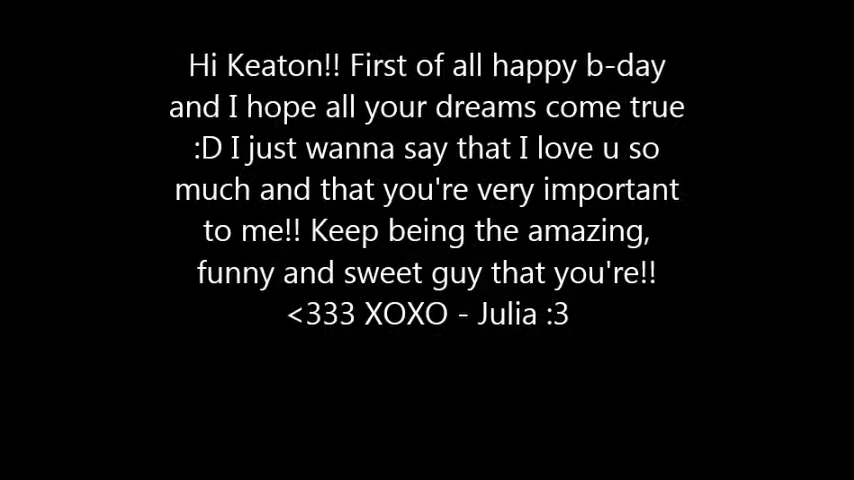 Hi Keaton!! First of all happy b-day
and I hope all your dreams come true
:D I just wanna say that I love u so
much and that you're very important
to me!! Keep being the amazing,
funny and sweet guy that you're!!
<333 XOXO - Julia :3